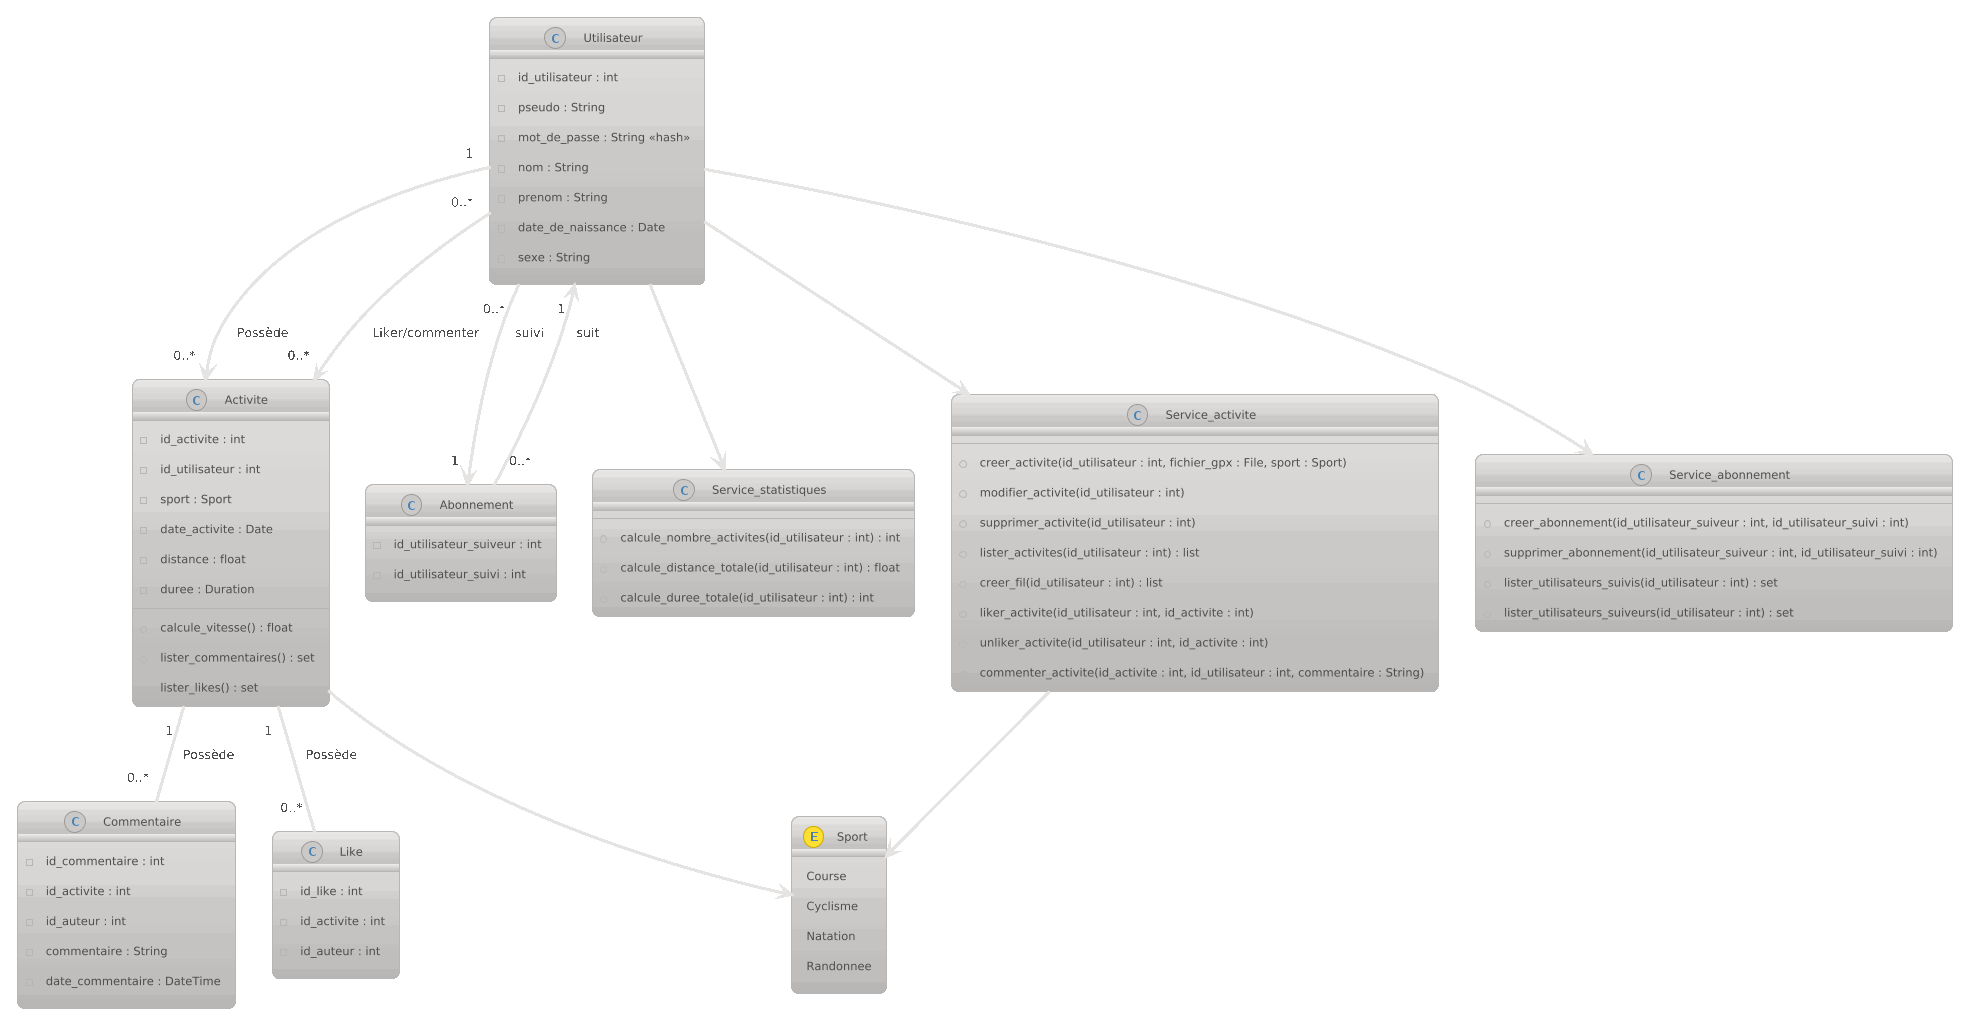 C Utilisateur
id_utilisateur : int
pseudo : String
mot_de_passe : String «hash»
nom : String
prenom : String
date_de_naissance : Date
sexe : String
1
0..*
0..*
1
Possède
Liker/commenter
suivi
suit
0..*
0..*
1
0..*
C Activite
id_activite : int
id_utilisateur : int
sport : Sport
date_activite : Date
distance : float
duree : Duration
calcule_vitesse() : float
lister_commentaires() : set
lister_likes() : set
C Abonnement
id_utilisateur_suiveur : int
id_utilisateur_suivi : int
C Service_statistiques
calcule_nombre_activites(id_utilisateur : int) : int
calcule_distance_totale(id_utilisateur : int) : float
calcule_duree_totale(id_utilisateur : int) : int
C Service_activite
creer_activite(id_utilisateur : int, fichier_gpx : File, sport : Sport)
modifier_activite(id_utilisateur : int)
supprimer_activite(id_utilisateur : int)
lister_activites(id_utilisateur : int) : list
creer_fil(id_utilisateur : int) : list
liker_activite(id_utilisateur : int, id_activite : int)
unliker_activite(id_utilisateur : int, id_activite : int)
commenter_activite(id_activite : int, id_utilisateur : int, commentaire : String)
C Service_abonnement
creer_abonnement(id_utilisateur_suiveur : int, id_utilisateur_suivi : int)
supprimer_abonnement(id_utilisateur_suiveur : int, id_utilisateur_suivi : int)
lister_utilisateurs_suivis(id_utilisateur : int) : set
lister_utilisateurs_suiveurs(id_utilisateur : int) : set
1
1
Possède
Possède
0..*
0..*
C Commentaire
id_commentaire : int
id_activite : int
id_auteur : int
commentaire : String
date_commentaire : DateTime
C Like
id_like : int
id_activite : int
id_auteur : int
E Sport
Course
Cyclisme
Natation
Randonnee